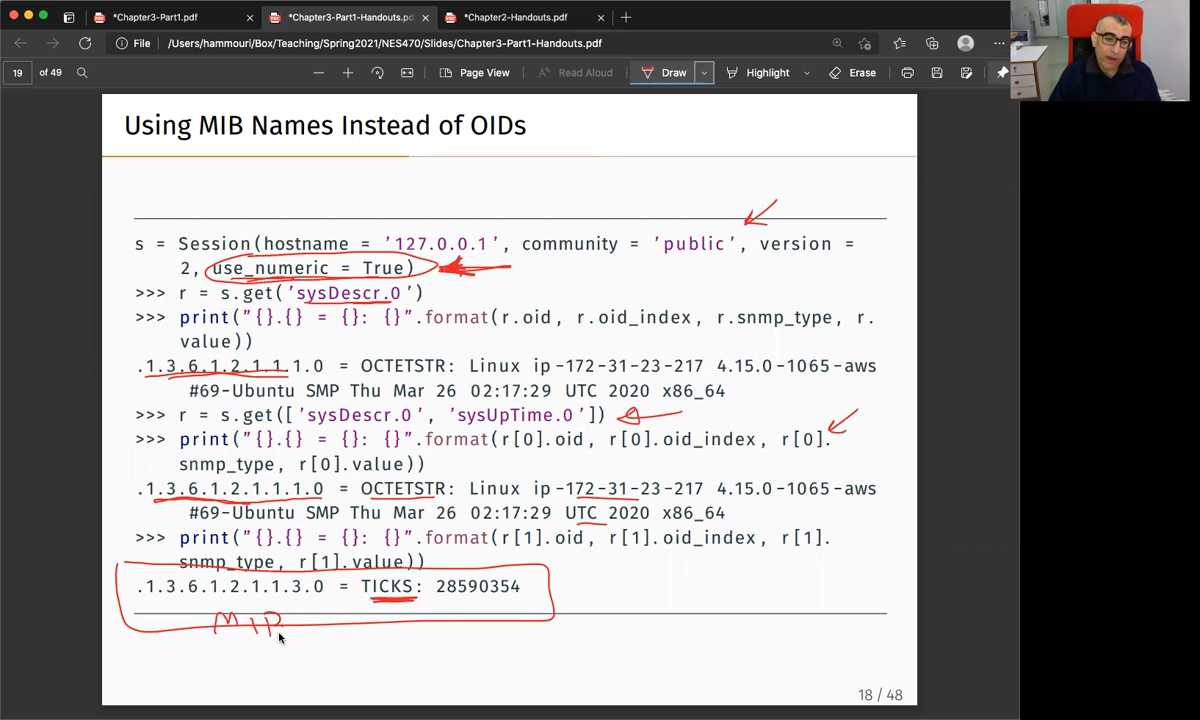 *Chapter3-Part1.pdf
*Chapter3-Part1-Handouts.pd
*Chapter2-Handouts.pdf
File /Users/hammouri/Box/Teaching/Spring2021/NES470/Slides/Chapter3-Part1-Handouts.pdf
19 of 49 Page View Read Aloud Draw Highlight Erase
Using MIB Names Instead of OIDs
s = Session(hostname = '127.0.0.1', community = 'public', version =
2, use_numeric = True)
>>> r = s.get('sysDescr.0')
>>> print("{}.{} = {}: {}".format(r.oid, r.oid_index, r.snmp_type, r.
value))
.1.3.6.1.2.1.1.1.0 = OCTETSTR: Linux ip-172-31-23-217 4.15.0-1065-aws
#69-Ubuntu SMP Thu Mar 26 02:17:29 UTC 2020 x86_64
>>> r = s.get(['sysDescr.0', 'sysUpTime.0'])
>>> print("{}.{} = {}: {}".format(r[0].oid, r[0].oid_index, r[0].
snmp_type, r[0].value))
.1.3.6.1.2.1.1.1.0 = OCTETSTR: Linux ip-172-31-23-217 4.15.0-1065-aws
#69-Ubuntu SMP Thu Mar 26 02:17:29 UTC 2020 x86_64
>>> print("{}.{} = {}: {}".format(r[1].oid, r[1].oid_index, r[1].
snmp_type, r[1].value))
.1.3.6.1.2.1.1.3.0 = TICKS: 28590354
18 / 48